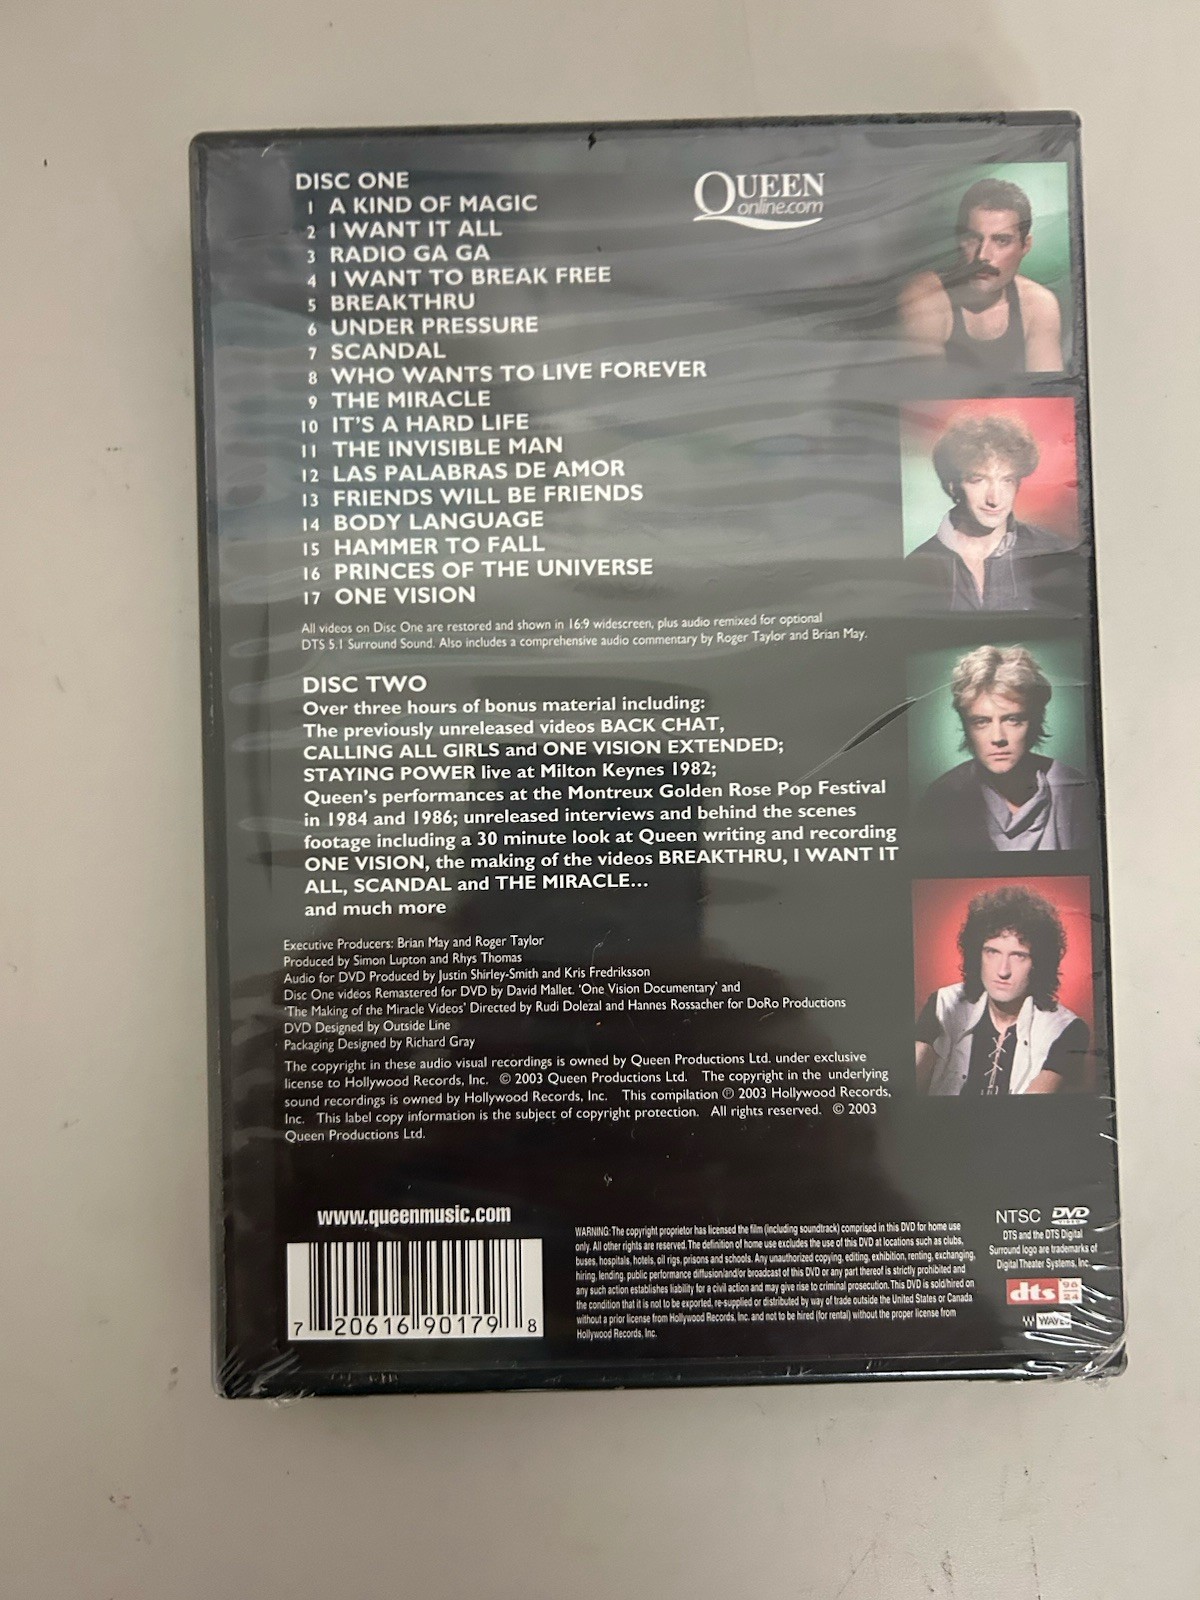 DISC ONE
1 A KIND OF MAGIC
2 I WANT IT ALL
3 RADIO GA GA
4 I WANT TO BREAK FREE
5 BREAKTHRU
6 UNDER PRESSURE
7 SCANDAL
8 WHO WANTS TO LIVE FOREVER
9 THE MIRACLE
10 IT'S A HARD LIFE
11 THE INVISIBLE MAN
12 LAS PALABRAS DE AMOR
13 FRIENDS WILL BE FRIENDS
14 BODY LANGUAGE
15 HAMMER TO FALL
16 PRINCES OF THE UNIVERSE
17 ONE VISION
QUEEN
online.com
All videos on Disc One are restored and shown in 16:9 widescreen, plus audio remixed for optional
DTS 5.1 Surround Sound. Also includes a comprehensive audio commentary by Roger Taylor and Brian May.
DISC TWO
Over three hours of bonus material including:
The previously unreleased videos BACK CHAT,
CALLING ALL GIRLS and ONE VISION EXTENDED;
STAYING POWER live at Milton Keynes 1982;
Queen's performances at the Montreux Golden Rose Pop Festival
in 1984 and 1986; unreleased interviews and behind the scenes
footage including a 30 minute look at Queen writing and recording
ONE VISION, the making of the videos BREAKTHRU, I WANT IT
ALL, SCANDAL and THE MIRACLE...
and much more
Executive Producers: Brian May and Roger Taylor
Produced by Simon Lupton and Rhys Thomas
Audio for DVD Produced by Justin Shirley-Smith and Kris Fredriksson
Disc One videos Remastered for DVD by David Mallet. 'One Vision Documentary' and
'The Making of the Miracle Videos' Directed by Rudi Dolezal and Hannes Rossacher for DoRo Productions
DVD Designed by Outside Line
Packaging Designed by Richard Gray
The copyright in these audio visual recordings is owned by Queen Productions Ltd. under exclusive
license to Hollywood Records, Inc. © 2003 Queen Productions Ltd. The copyright in the underlying
sound recordings is owned by Hollywood Records, Inc. This compilation ℗ 2003 Hollywood Records,
Inc. This label copy information is the subject of copyright protection. All rights reserved. © 2003
Queen Productions Ltd.
www.queenmusic.com
7 20616 90179 8
WARNING: The copyright proprietor has licensed the film (including soundtrack) comprised in this DVD for home use
only. All other rights are reserved. The definition of home use excludes the use of this DVD at locations such as clubs,
buses, hospitals, hotels, oil rigs, prisons and schools. Any unauthorized copying, editing, exhibition, renting, exchanging,
hiring, lending, public performance diffusion/and/or broadcast of this DVD or any part thereof is strictly prohibited and
any such action establishes liability for a civil action and may give rise to criminal prosecution. This DVD is sold/hired on
the condition that it is not to be exported, re-supplied or distributed by way of trade outside the United States or Canada
without a prior license from Hollywood Records, Inc. and not to be hired (for rental) without the proper license from
Hollywood Records, Inc.
NTSC DVD
VIDEO
DTS and the DTS Digital
Surround logo are trademarks of
Digital Theater Systems, Inc.
dts 96
24
WAVES